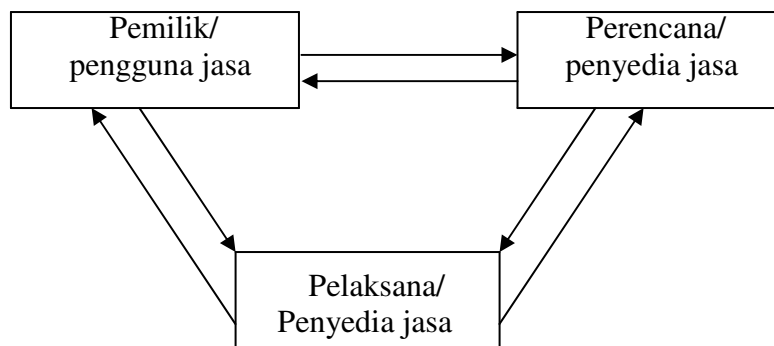 Pemilik/
pengguna jasa
Perencana/
penyedia jasa
Pelaksana/
Penyedia jasa